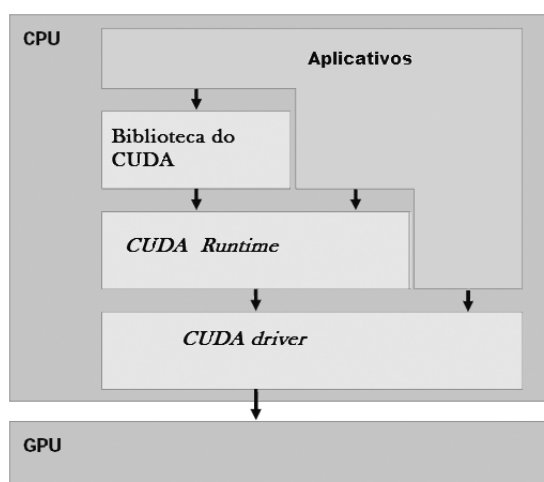 CPU
Aplicativos
Biblioteca do
CUDA
CUDA Runtime
CUDA driver
GPU